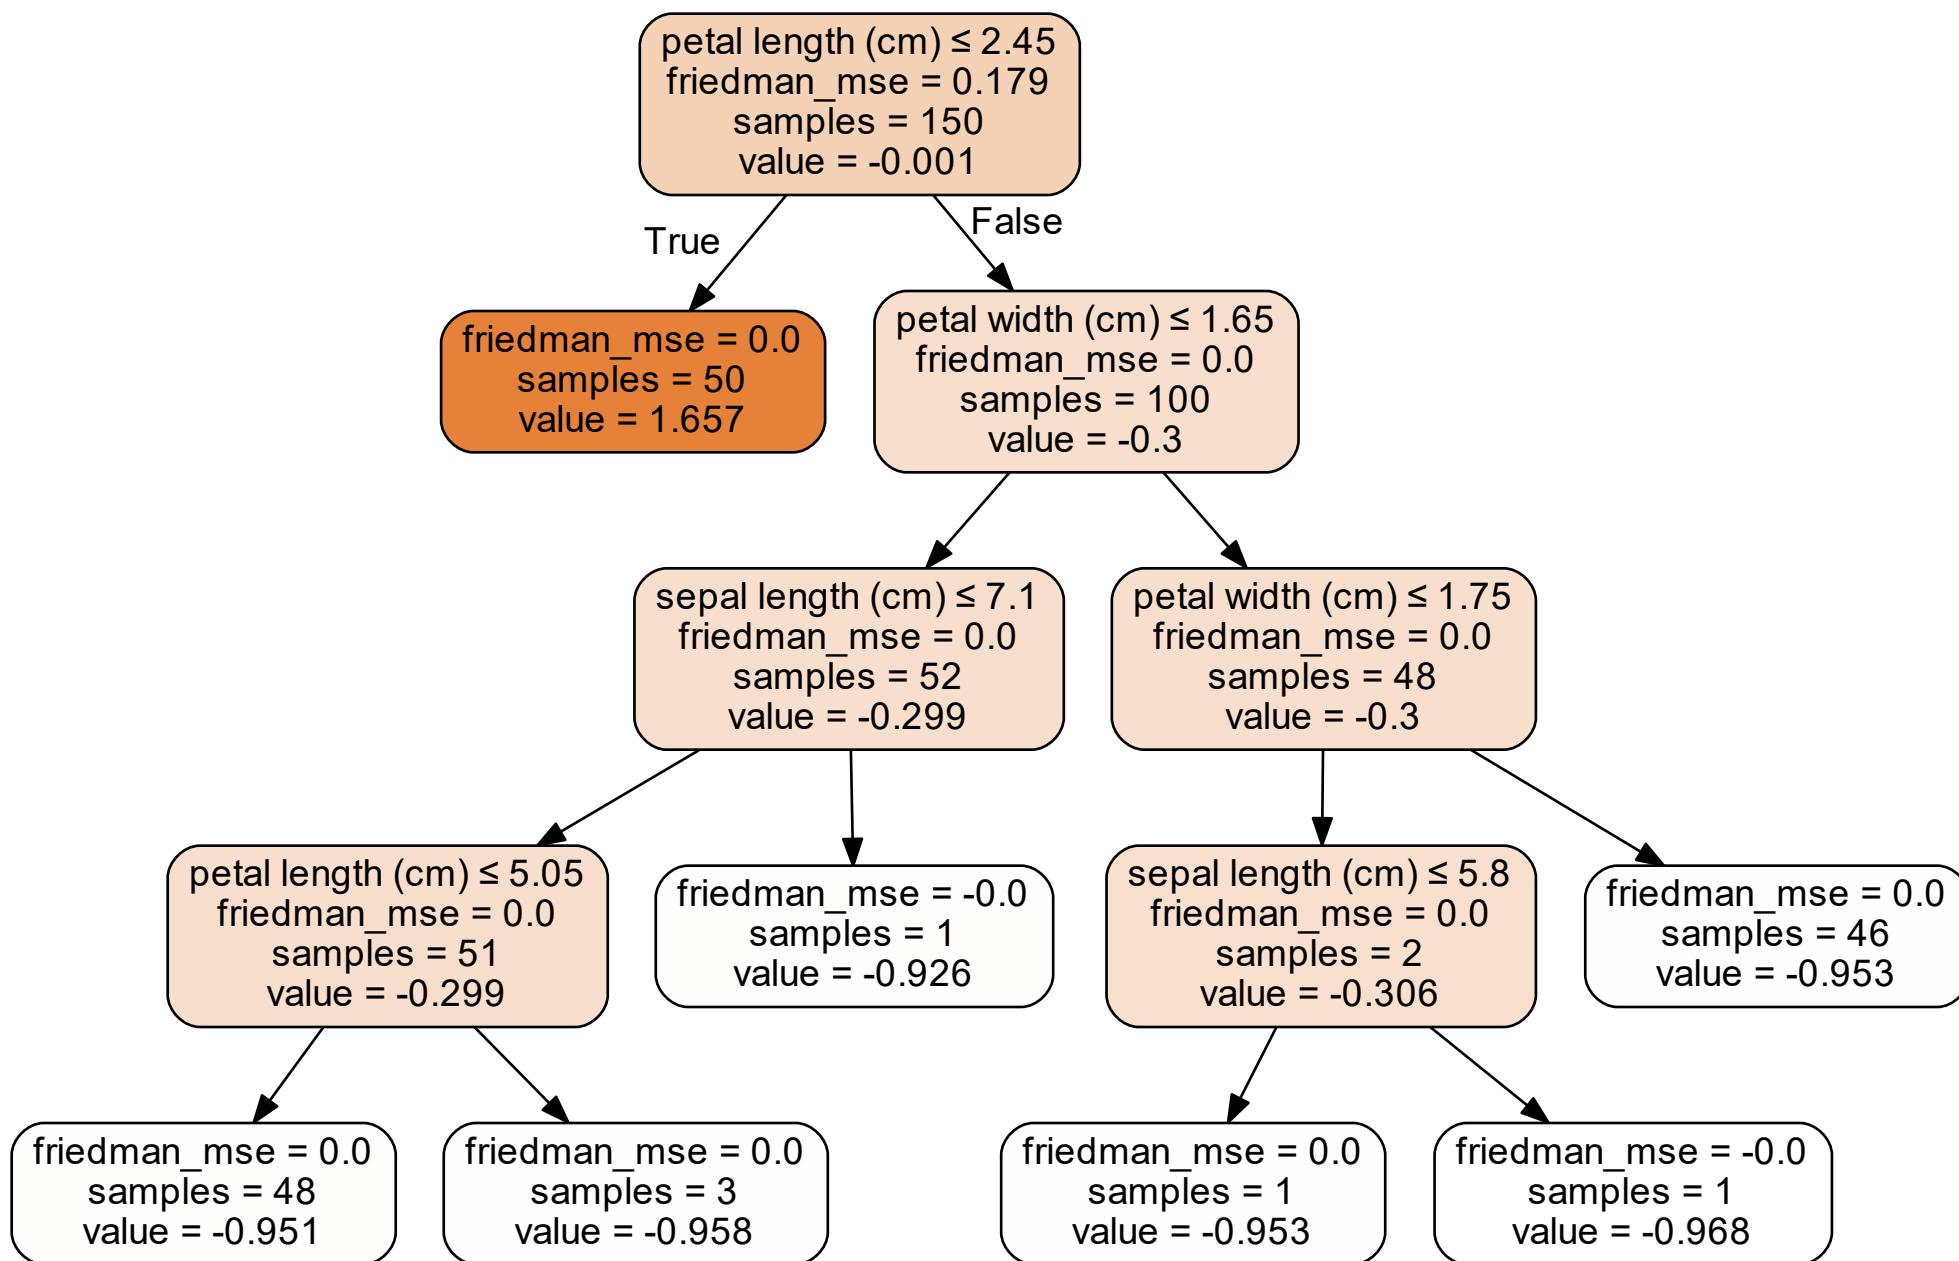 petal length (cm) ≤ 2.45
friedman_mse = 0.179
samples = 150
value = -0.001
True
False
friedman_mse = 0.0
samples = 50
value = 1.657
petal width (cm) ≤ 1.65
friedman_mse = 0.0
samples = 100
value = -0.3
sepal length (cm) ≤ 7.1
friedman_mse = 0.0
samples = 52
value = -0.299
petal width (cm) ≤ 1.75
friedman_mse = 0.0
samples = 48
value = -0.3
petal length (cm) ≤ 5.05
friedman_mse = 0.0
samples = 51
value = -0.299
friedman_mse = -0.0
samples = 1
value = -0.926
sepal length (cm) ≤ 5.8
friedman_mse = 0.0
samples = 2
value = -0.306
friedman_mse = 0.0
samples = 46
value = -0.953
friedman_mse = 0.0
samples = 48
value = -0.951
friedman_mse = 0.0
samples = 3
value = -0.958
friedman_mse = 0.0
samples = 1
value = -0.953
friedman_mse = -0.0
samples = 1
value = -0.968